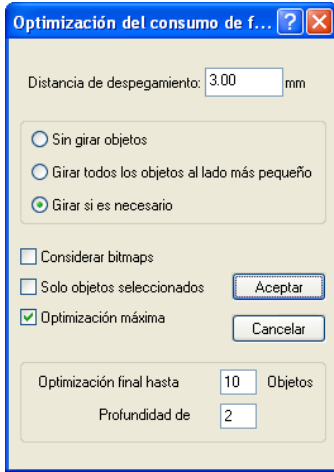 Optimización del consumo de f...
Distancia de despegamiento: 3.00 mm
Sin girar objetos
Girar todos los objetos al lado más pequeño
Girar si es necesario
Considerar bitmaps
Solo objetos seleccionados
Aceptar
Optimización máxima
Cancelar
Optimización final hasta 10 Objetos
Profundidad de 2